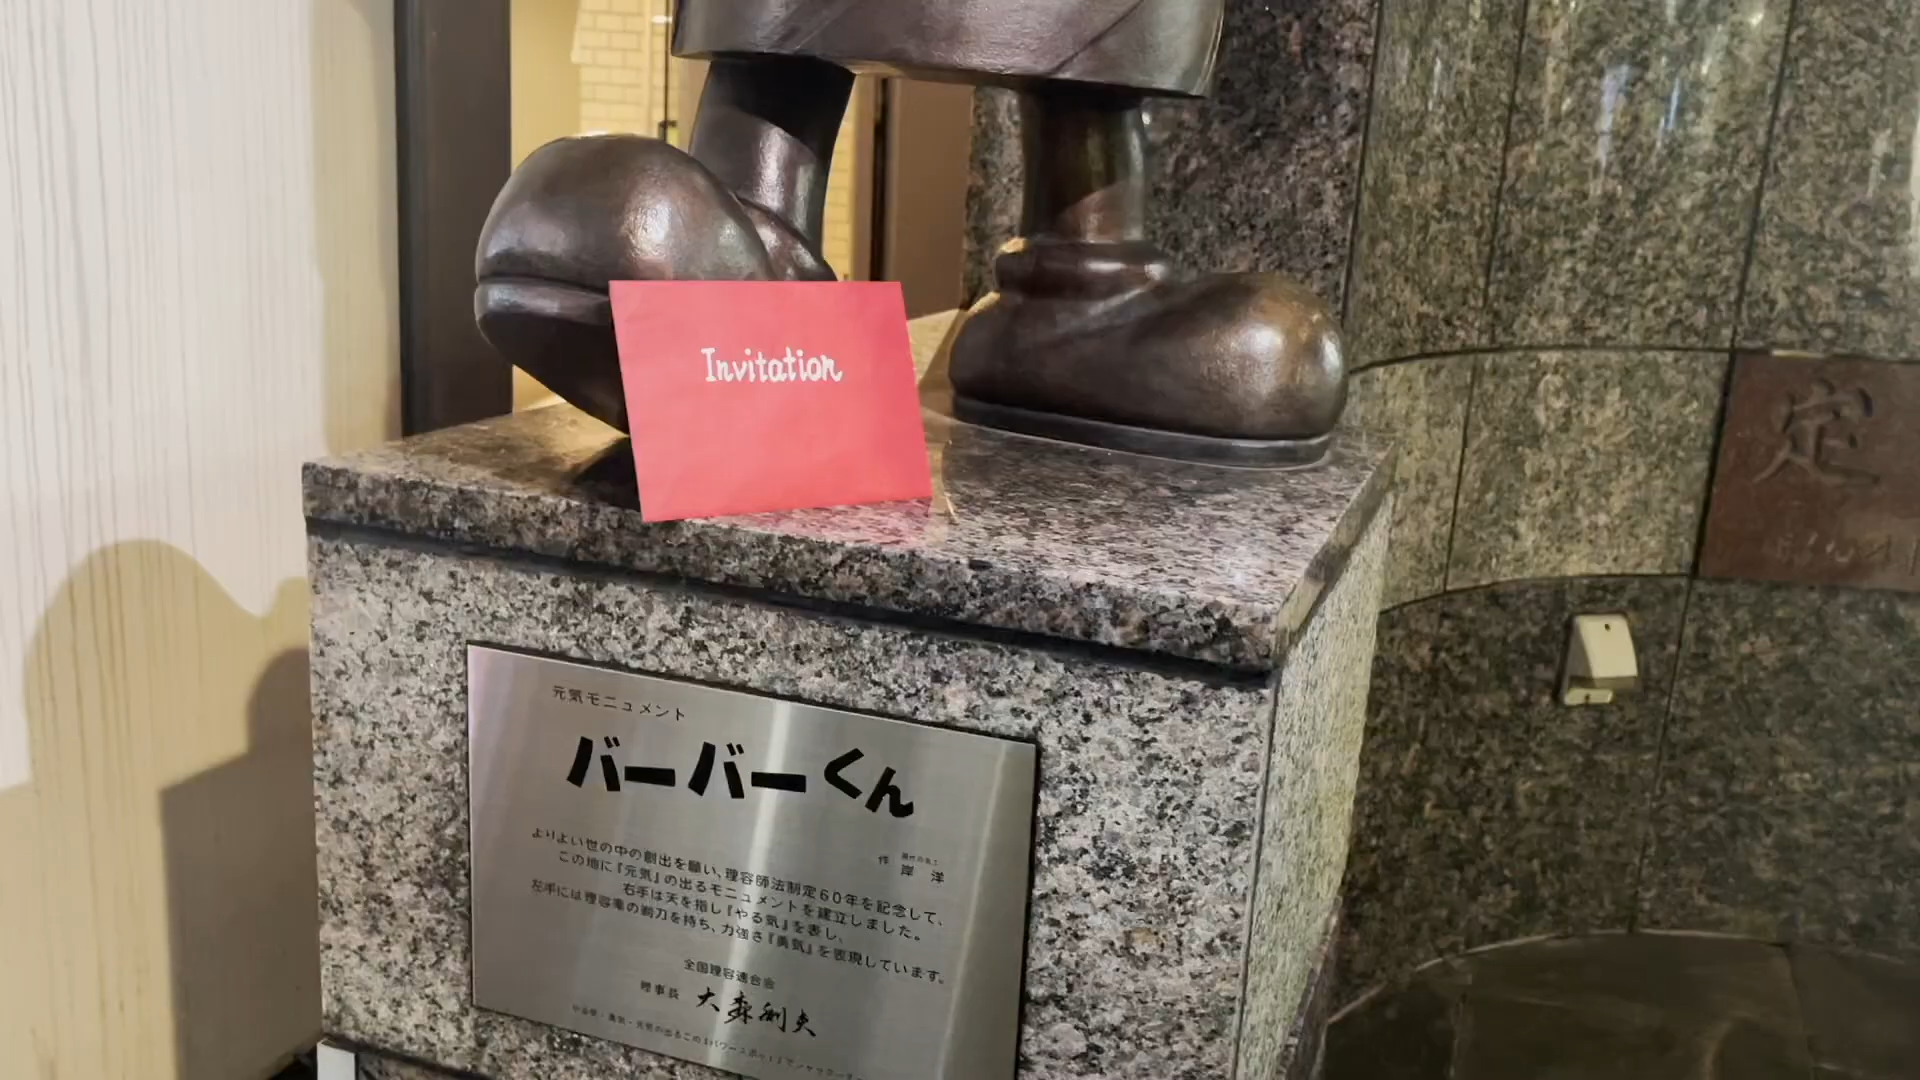 Invitation
定
元気モニュメント
バーバーくん
作 岸 洋
よりよい世の中の創出を願い、理容師法制定60年を記念して、
この地に『元気』の出るモニュメントを建立しました。
右手は天を指し『やる気』を表し、
左手には理容業の剃刀を持ち、力強さ『勇気』を表現しています。
全国理容連合会
理事長 大森利夫